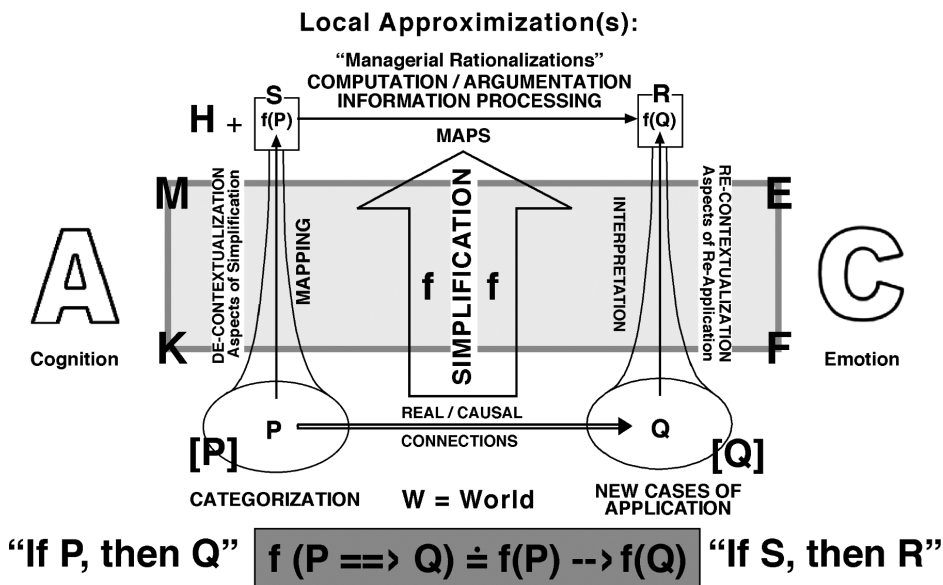 Local Approximization(s):
“Managerial Rationalizations”
COMPUTATION / ARGUMENTATION
INFORMATION PROCESSING
S
R
H +
f(P)
f(Q)
MAPS
M
E
DE-CONTEXTUALIZATION
Aspects of Simplification
MAPPING
SIMPLIFICATION
f
f
INTERPRETATION
RE-CONTEXTUALIZATION
Aspects of Re-Application
A
C
K
F
Cognition
Emotion
REAL / CAUSAL
CONNECTIONS
P
Q
[P]
[Q]
CATEGORIZATION
W = World
NEW CASES OF
APPLICATION
“If P, then Q”
f (P ==> Q) ≐ f(P) --> f(Q)
“If S, then R”